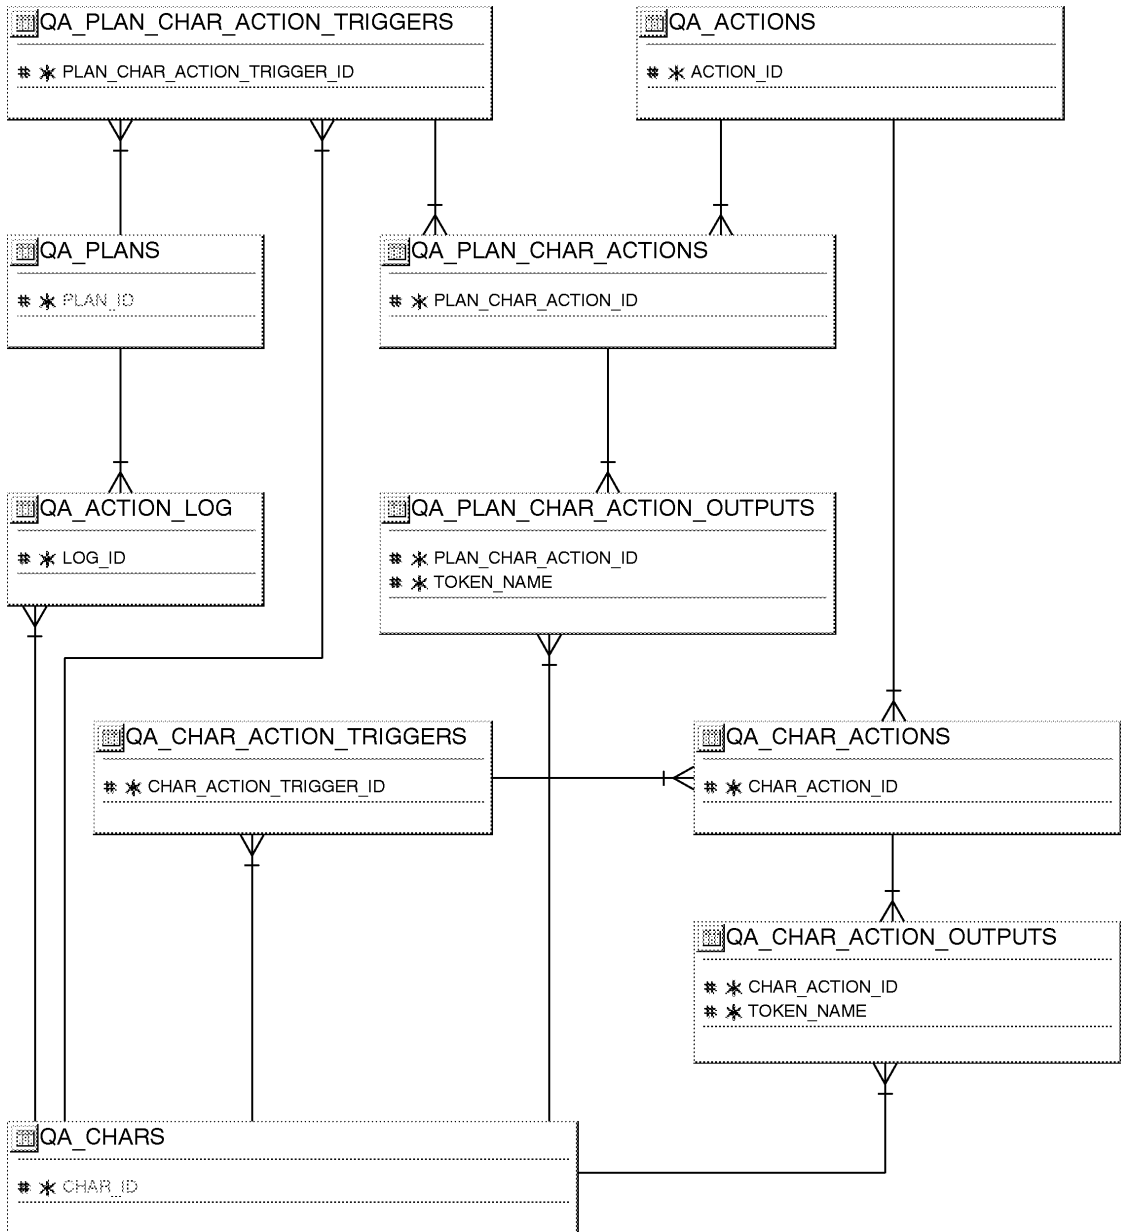 QA_PLAN_CHAR_ACTION_TRIGGERS
# * PLAN_CHAR_ACTION_TRIGGER_ID
QA_ACTIONS
# * ACTION_ID
QA_PLANS
# * PLAN_ID
QA_PLAN_CHAR_ACTIONS
# * PLAN_CHAR_ACTION_ID
QA_ACTION_LOG
# * LOG_ID
QA_PLAN_CHAR_ACTION_OUTPUTS
# * PLAN_CHAR_ACTION_ID
# * TOKEN_NAME
QA_CHAR_ACTION_TRIGGERS
# * CHAR_ACTION_TRIGGER_ID
QA_CHAR_ACTIONS
# * CHAR_ACTION_ID
QA_CHAR_ACTION_OUTPUTS
# * CHAR_ACTION_ID
# * TOKEN_NAME
QA_CHARS
# * CHAR_ID